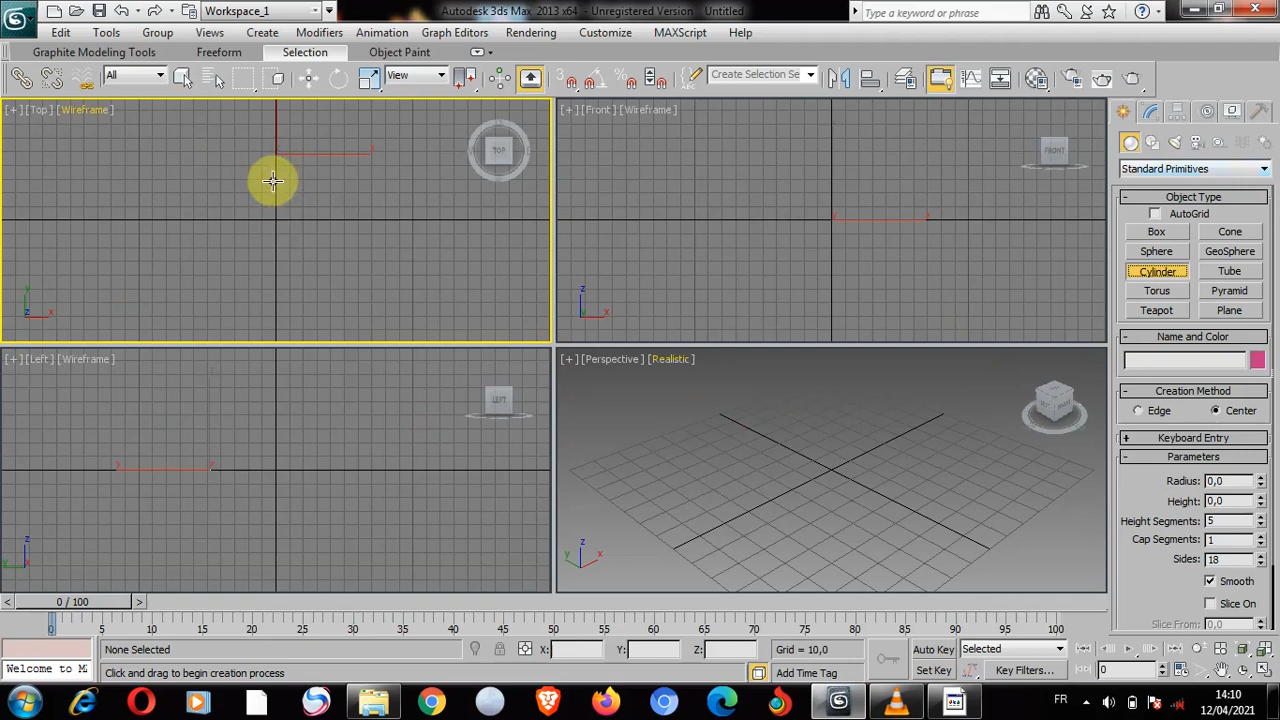 Workspace_1
Autodesk 3ds Max 2013 x64 - Unregistered Version Untitled
Type a keyword or phrase
Edit Tools Group Views Create Modifiers Animation Graph Editors Rendering Customize MAXScript Help
Graphite Modeling Tools Freeform Selection Object Paint
All View Create Selection Se
[+] [Top] [Wireframe]
[+] [Front] [Wireframe]
TOP
FRONT
Standard Primitives
Object Type
AutoGrid
Box Cone
Sphere GeoSphere
Cylinder Tube
Torus Pyramid
Teapot Plane
Name and Color
[+] [Left] [Wireframe]
[+] [Perspective] [Realistic]
LEFT
Creation Method
Edge Center
Keyboard Entry
Parameters
Radius: 0,0
Height: 0,0
Height Segments: 5
Cap Segments: 1
Sides: 18
Smooth
Slice On
Slice From: 0,0
< 0 / 100 >
0 5 10 15 20 25 30 35 40 45 50 55 60 65 70 75 80 85 90 95 100
None Selected X: Y: Z: Grid = 10,0 Auto Key Selected
Welcome to M Click and drag to begin creation process Add Time Tag Set Key Key Filters... 0
FR 14:10
12/04/2021